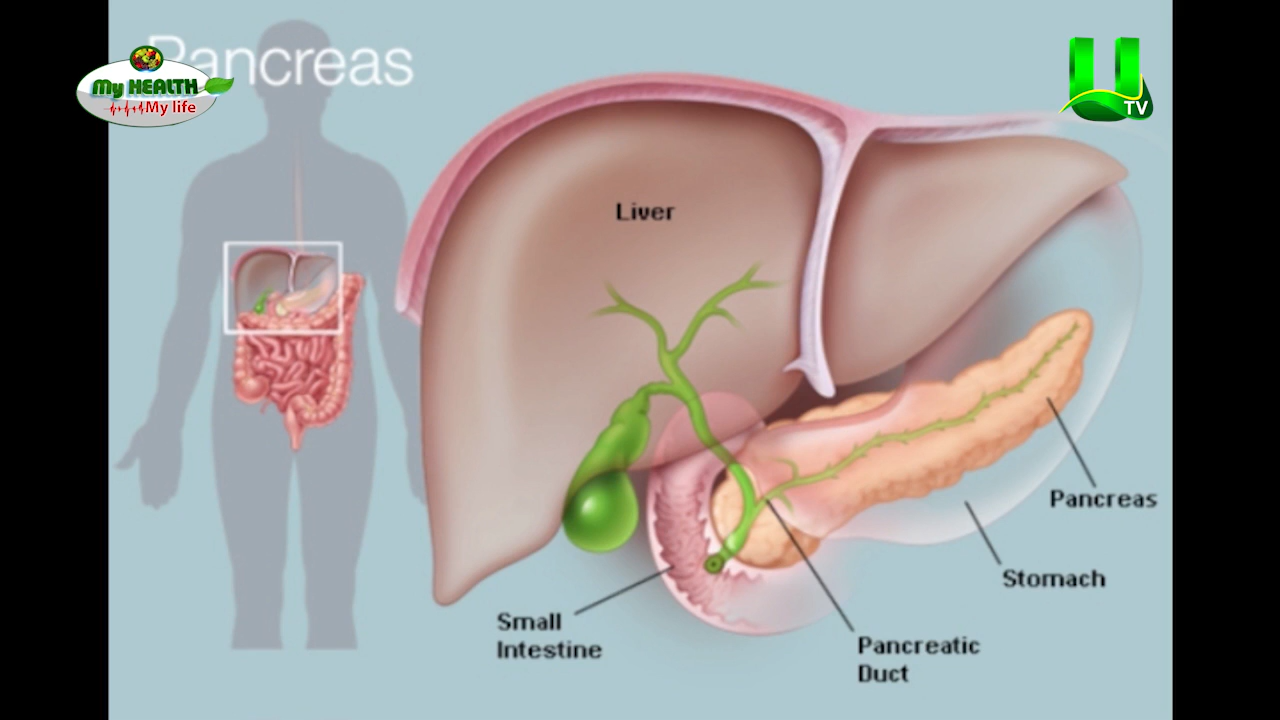 Pancreas
My HEALTH
My life
U
TV
Liver
Pancreas
Stomach
Small
Intestine
Pancreatic
Duct